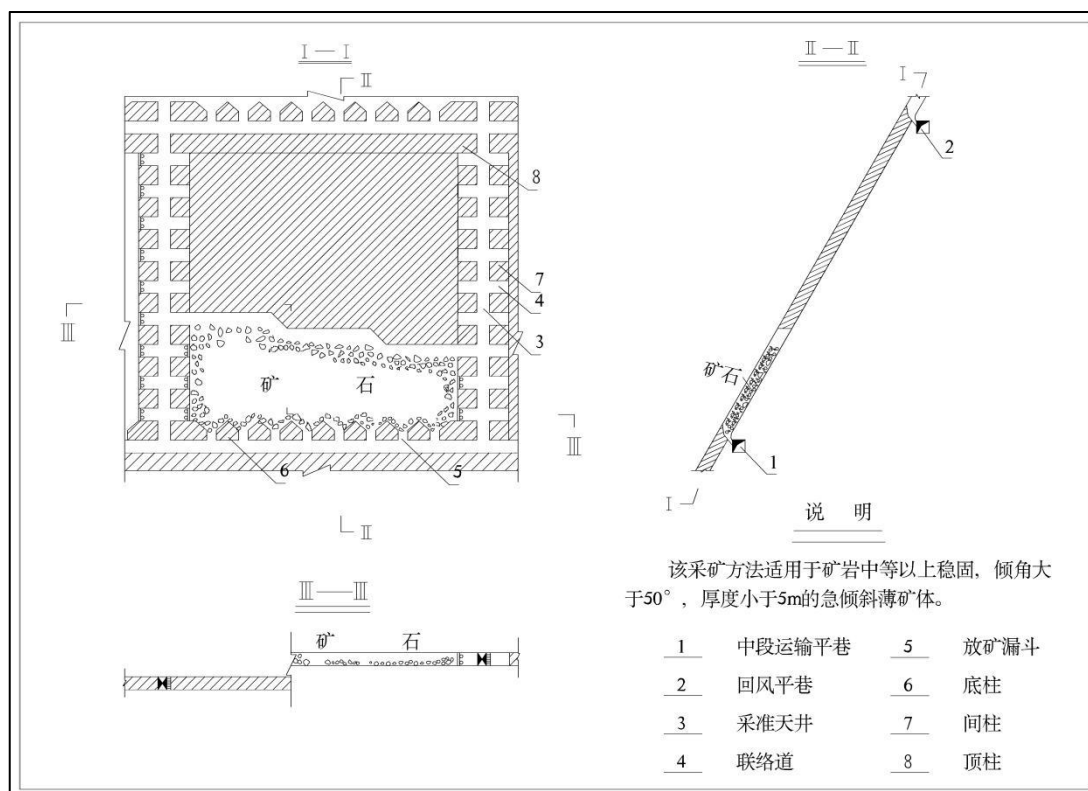 I — I
II
8
7
4
III
3
矿 石
III
6
5
II
II — II
I
2
矿石
1
I
III — III
矿 石
说 明
该采矿方法适用于矿岩中等以上稳固，倾角大
于50°，厚度小于5m的急倾斜薄矿体。
1 中段运输平巷 5 放矿漏斗
2 回风平巷 6 底柱
3 采准天井 7 间柱
4 联络道 8 顶柱